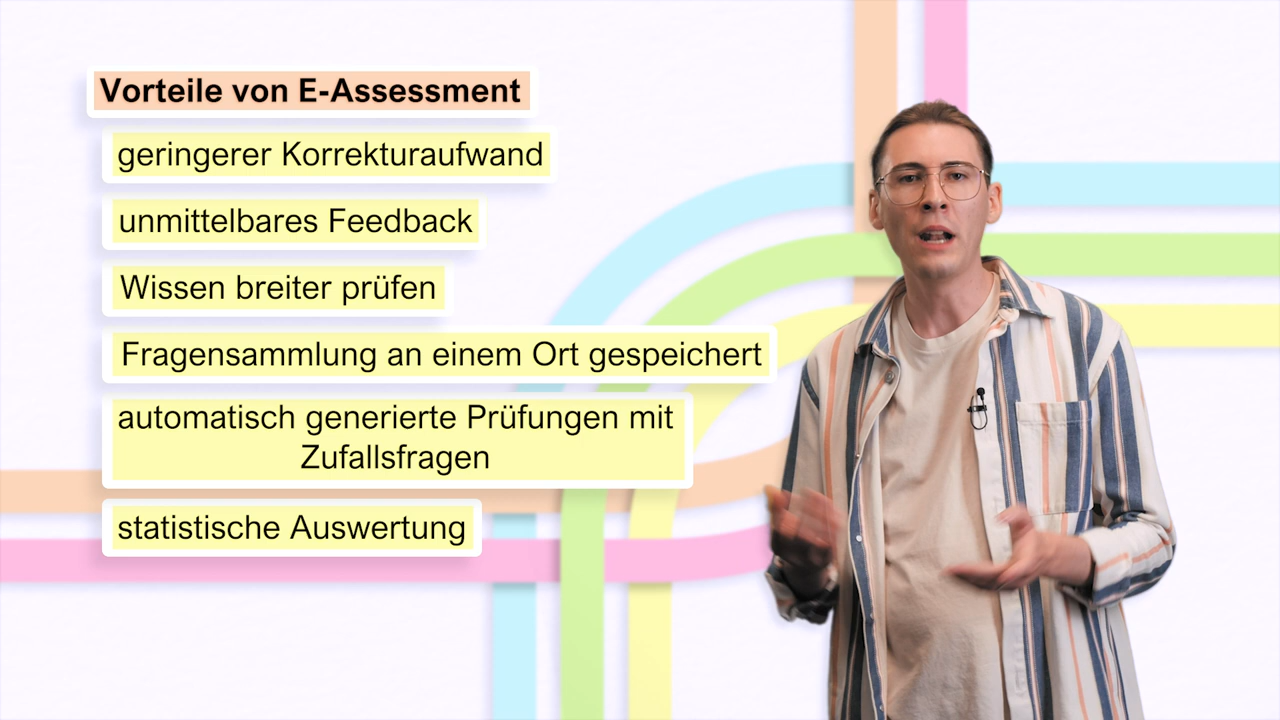 Vorteile von E-Assessment
geringerer Korrekturaufwand
unmittelbares Feedback
Wissen breiter prüfen
Fragensammlung an einem Ort gespeichert
automatisch generierte Prüfungen mit
Zufallsfragen
statistische Auswertung